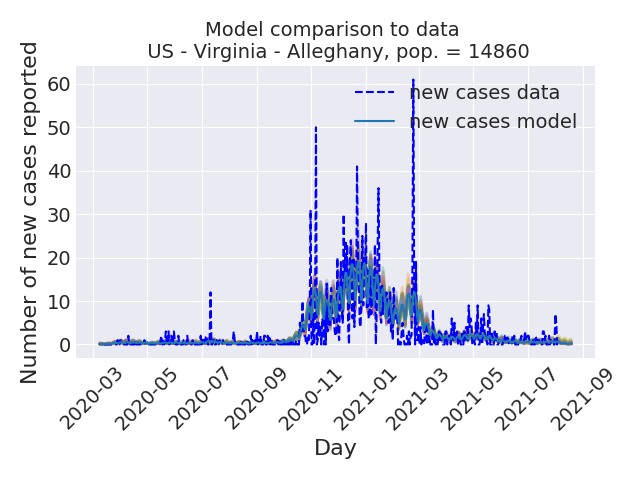 Model comparison to data
US - Virginia - Alleghany, pop. = 14860
Number of new cases reported
60
50
40
30
20
10
0
new cases data
new cases model
2020-03
2020-05
2020-07
2020-09
2020-11
2021-01
2021-03
2021-05
2021-07
2021-09
Day